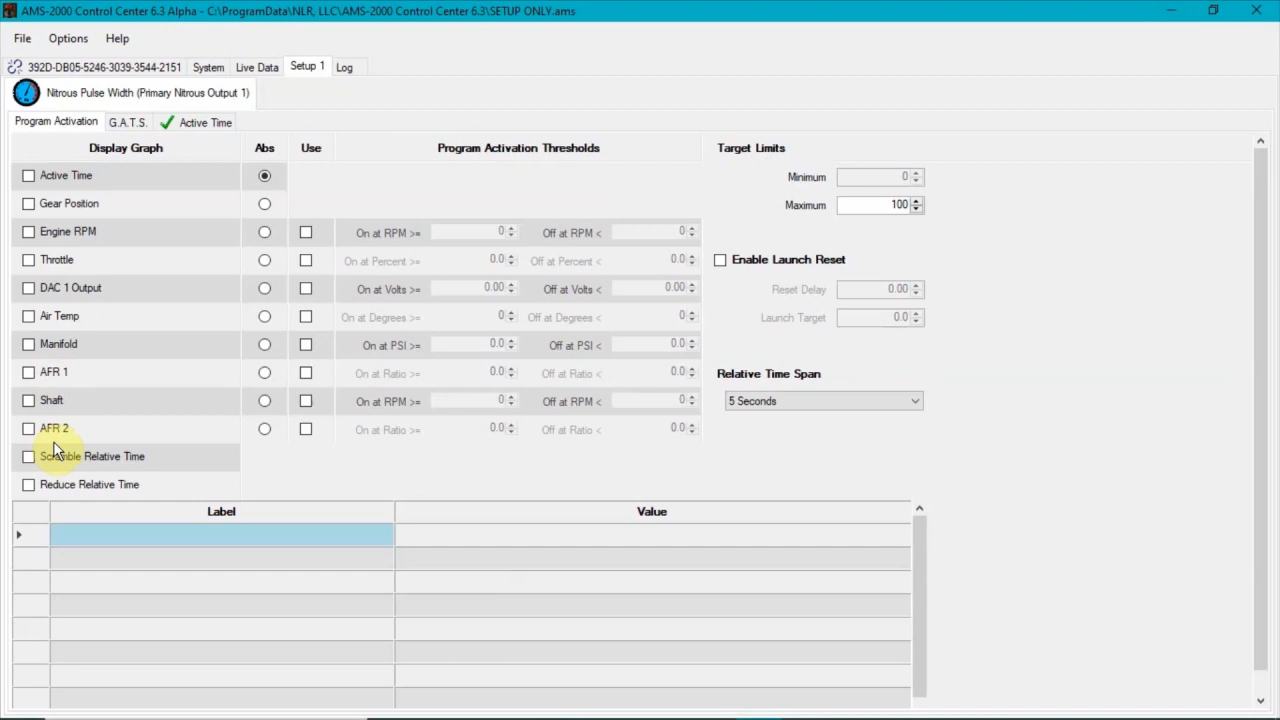 AMS-2000 Control Center 6.3 Alpha - C:\ProgramData\NLR, LLC\AMS-2000 Control Center 6.3\SETUP ONLY.ams
File Options Help
392D-DB05-5246-3039-3544-2151 System Live Data Setup 1 Log
Nitrous Pulse Width (Primary Nitrous Output 1)
Program Activation G.A.T.S. Active Time
Display Graph Abs Use Program Activation Thresholds Target Limits
Active Time Minimum 0
Gear Position Maximum 100
Engine RPM On at RPM >= 0 Off at RPM < 0
Throttle On at Percent >= 0.0 Off at Percent < 0.0 Enable Launch Reset
DAC 1 Output On at Volts >= 0.00 Off at Volts < 0.00 Reset Delay 0.00
Air Temp On at Degrees >= 0 Off at Degrees < 0 Launch Target 0.0
Manifold On at PSI >= 0.0 Off at PSI < 0.0
AFR 1 On at Ratio >= 0.0 Off at Ratio < 0.0 Relative Time Span
Shaft On at RPM >= 0 Off at RPM < 0 5 Seconds
AFR 2 On at Ratio >= 0.0 Off at Ratio < 0.0
Scramble Relative Time
Reduce Relative Time
Label Value